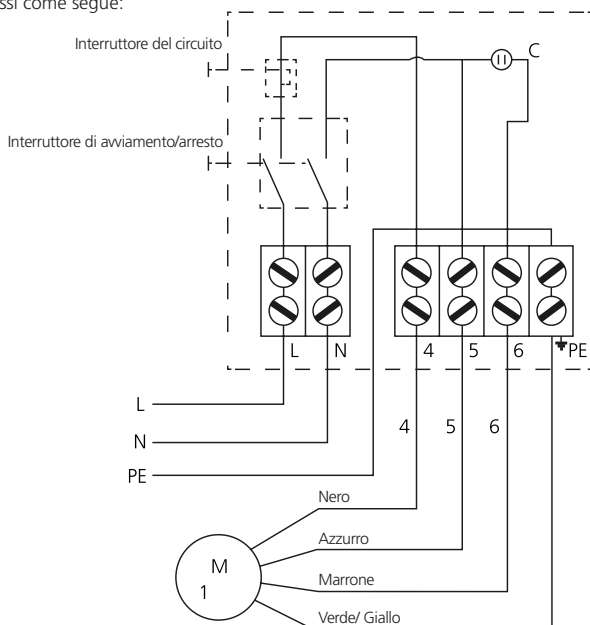 ssi come segue:
Interruttore del circuito
C
Interruttore di avviamento/arresto
L N 4 5 6 PE
L
N
PE
4 5 6
Nero
Azzurro
M
1
Marrone
Verde/ Giallo